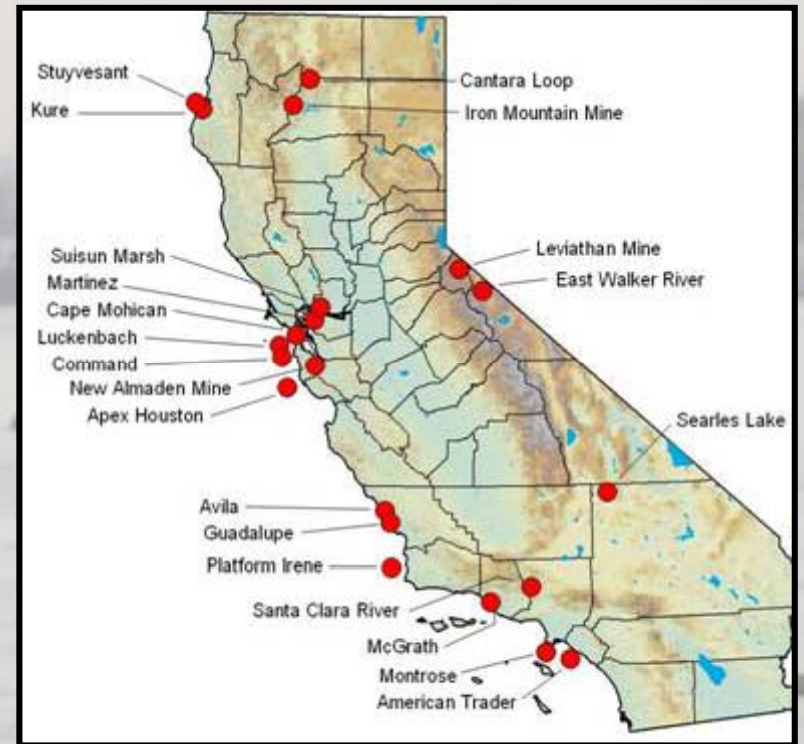 Stuyvesant
Kure
Cantara Loop
Iron Mountain Mine
Suisun Marsh
Martinez
Cape Mohican
Luckenbach
Command
New Almaden Mine
Apex Houston
Leviathan Mine
East Walker River
Searles Lake
Avila
Guadalupe
Platform Irene
Santa Clara River
McGrath
Montrose
American Trader